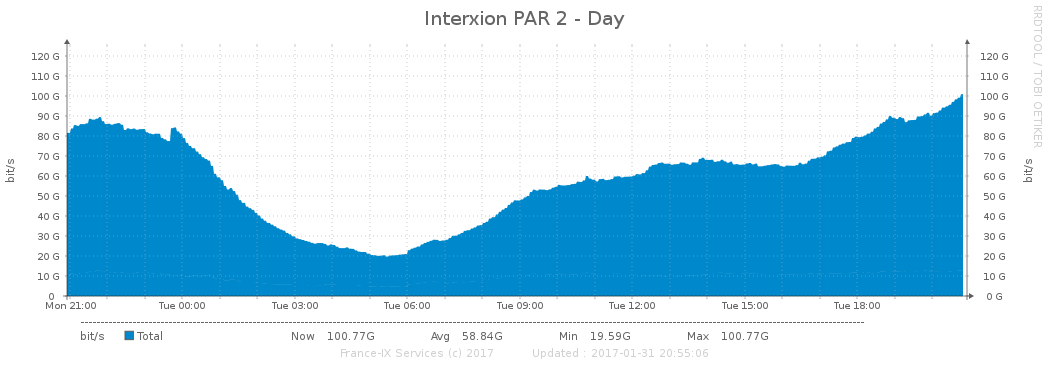 Interxion PAR 2 - Day
RRDTOOL / TOBI OETIKER
bit/s
120 G 120 G
110 G 110 G
100 G 100 G
90 G 90 G
80 G 80 G
70 G 70 G
60 G 60 G
50 G 50 G
40 G 40 G
30 G 30 G
20 G 20 G
10 G 10 G
0 0 G
bit/s
Mon 21:00 Tue 00:00 Tue 03:00 Tue 06:00 Tue 09:00 Tue 12:00 Tue 15:00 Tue 18:00
bit/s Total Now 100.77G Avg 58.84G Min 19.59G Max 100.77G
France-IX Services (c) 2017 Updated : 2017-01-31 20:55:06